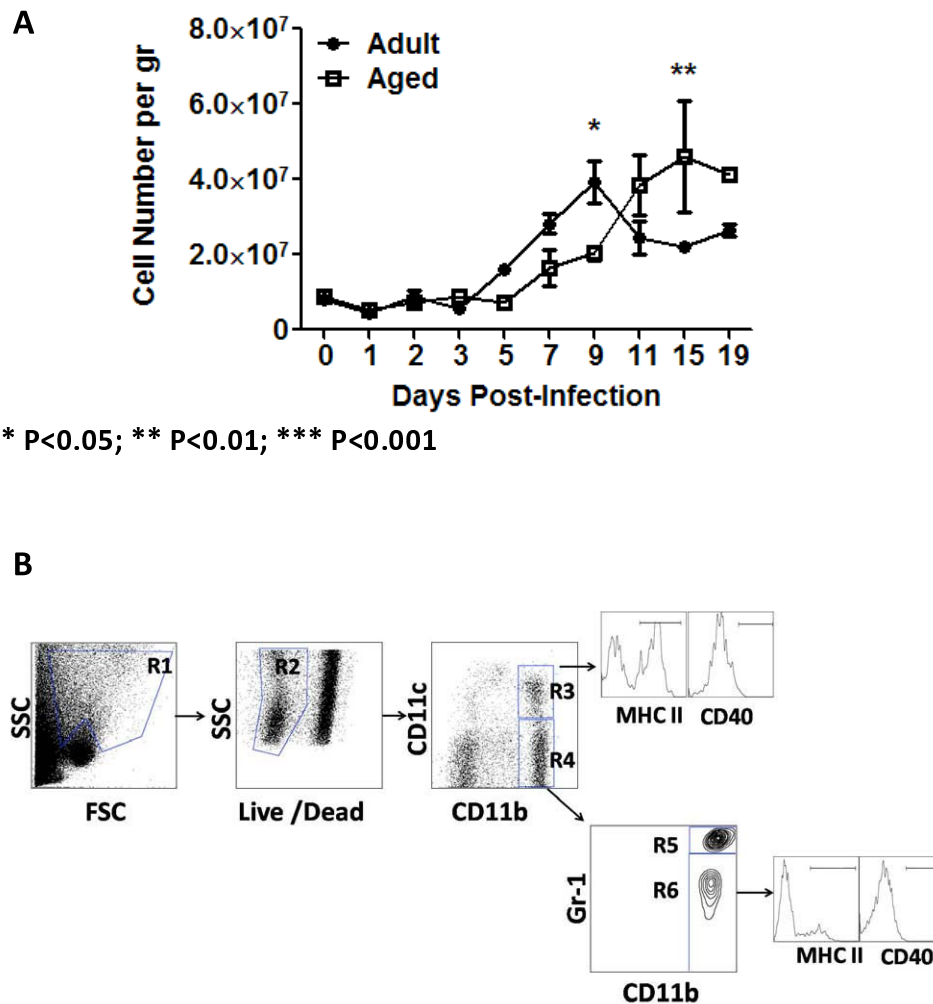 A
Cell Number per gr
8.0×10⁷
6.0×10⁷
4.0×10⁷
2.0×10⁷
0
Adult
Aged
*
**
0 1 2 3 5 7 9 11 15 19
Days Post-Infection
* P<0.05; ** P<0.01; *** P<0.001
B
SSC
R1
FSC
SSC
R2
Live /Dead
CD11c
R3
R4
CD11b
MHC II
CD40
Gr-1
R5
R6
CD11b
MHC II
CD40